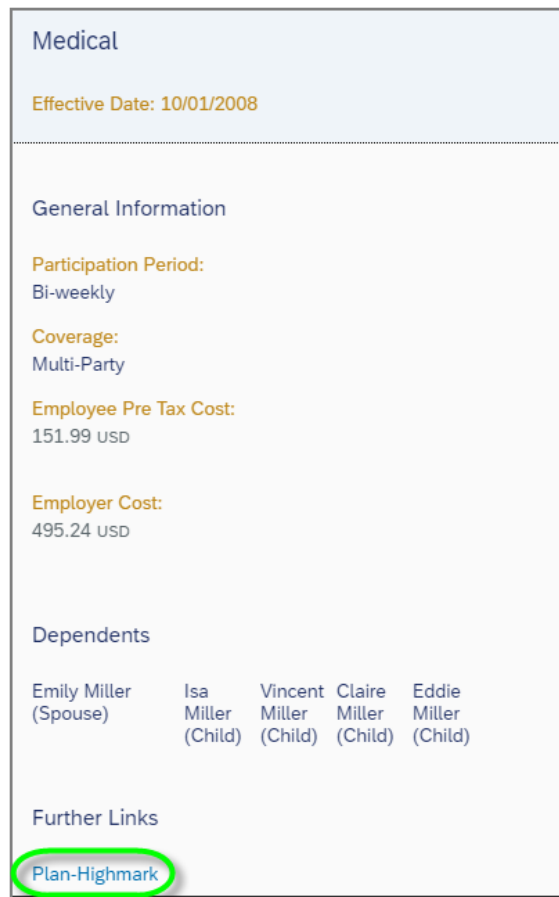 Medical
Effective Date: 10/01/2008
General Information
Participation Period:
Bi-weekly
Coverage:
Multi-Party
Employee Pre Tax Cost:
151.99 USD
Employer Cost:
495.24 USD
Dependents
Emily Miller Isa Vincent Claire Eddie
(Spouse) Miller Miller Miller Miller
(Child) (Child) (Child) (Child)
Further Links
Plan-Highmark